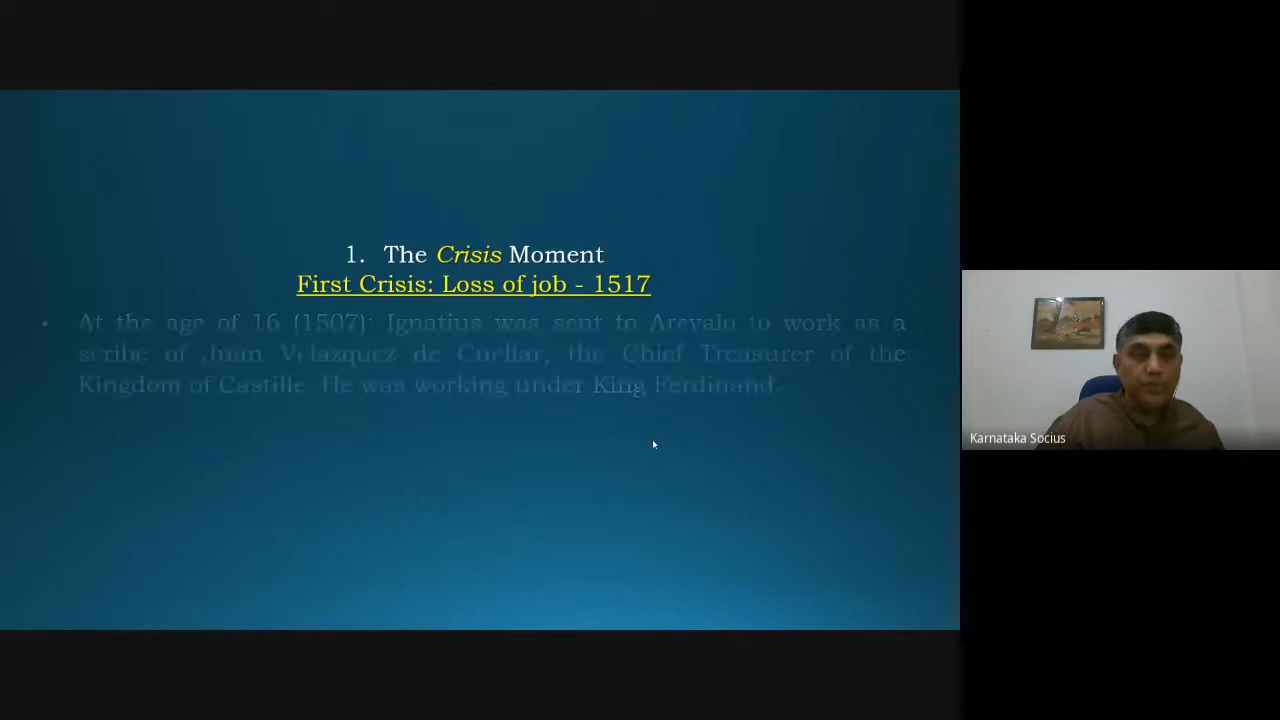 1. The Crisis Moment
First Crisis: Loss of job - 1517
• At the age of 16 (1507): Ignatius was sent to Arevalo to work as a
scribe of Juan Velazquez de Cuellar, the Chief Treasurer of the
Kingdom of Castille. He was working under King Ferdinand.
Karnataka Socius